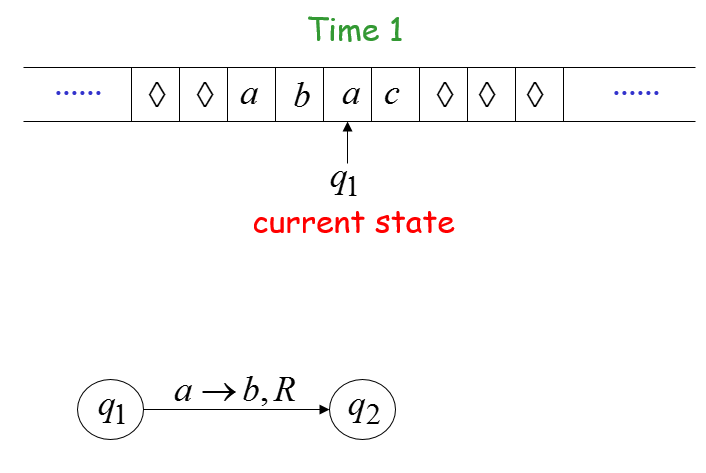 Time 1
...... ◊ ◊ a b a c ◊ ◊ ◊ ......
q₁
current state
a → b, R
q₁ q₂